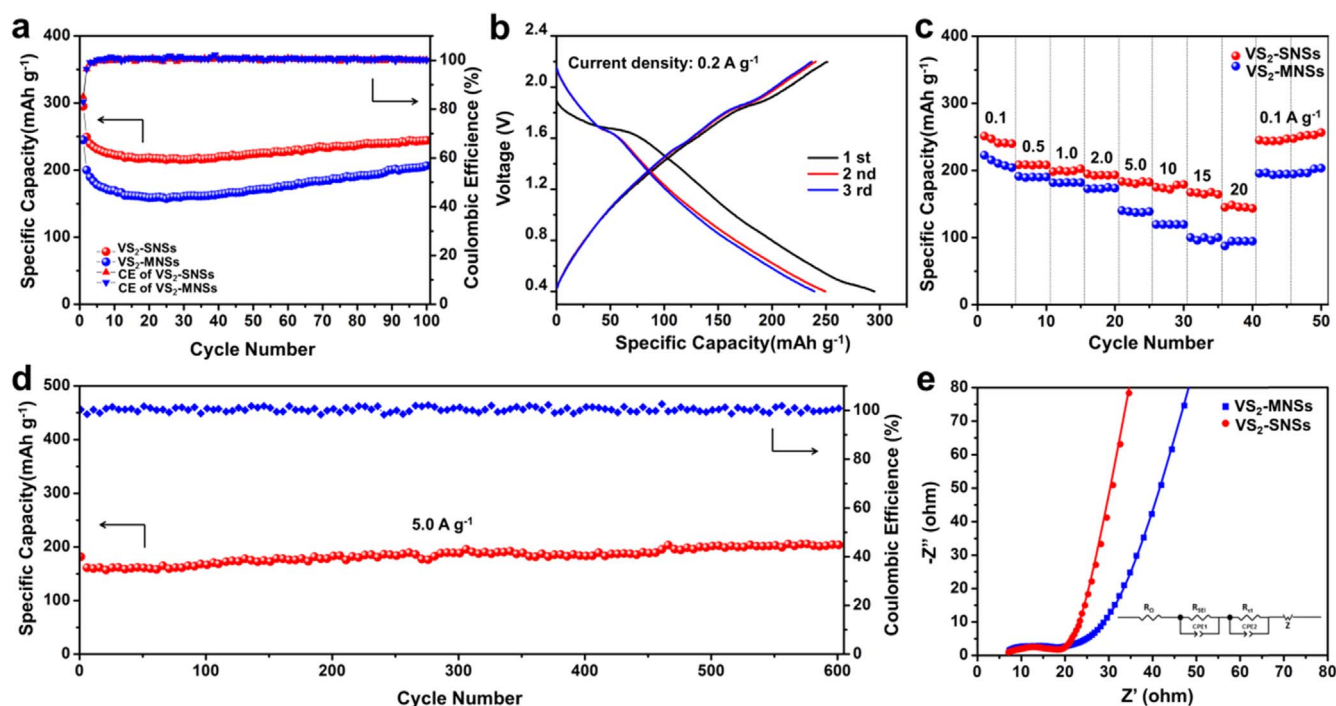 a
400
350
300
250
200
150
100
50
0
Specific Capacity(mAh g⁻¹)
0 10 20 30 40 50 60 70 80 90 100
Cycle Number
100
80
60
40
20
0
Coulombic Efficience (%)
VS₂-SNSs
VS₂-MNSs
CE of VS₂-SNSs
CE of VS₂-MNSs
b
2.4
2.0
1.6
1.2
0.8
0.4
Voltage (V)
Current density: 0.2 A g⁻¹
1 st
2 nd
3 rd
0 50 100 150 200 250 300
Specific Capacity(mAh g⁻¹)
c
400
300
200
100
0
Specific Capacity(mAh g⁻¹)
VS₂-SNSs
VS₂-MNSs
0.1
0.5
1.0
2.0
5.0
10
15
20
0.1 A g⁻¹
0 10 20 30 40 50
Cycle Number
d
500
400
300
200
100
0
Specific Capacity(mAh g⁻¹)
5.0 A g⁻¹
0 100 200 300 400 500 600
Cycle Number
100
80
60
40
20
0
Coulombic Efficience (%)
e
80
70
60
50
40
30
20
10
0
-Z'' (ohm)
VS₂-MNSs
VS₂-SNSs
R_SEI
CPE1
CPE2
Z
0 10 20 30 40 50 60 70 80
Z' (ohm)